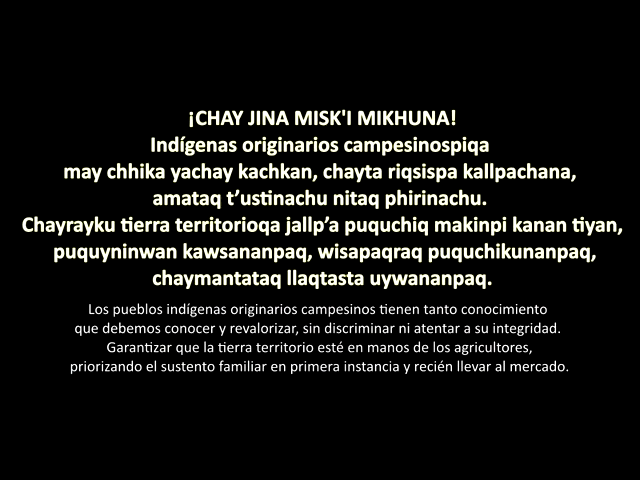 ¡CHAY JINA MISK'I MIKHUNA!
Indígenas originarios campesinospiqa
may chhika yachay kachkan, chayta riqsispa kallpachana,
amataq t’ustinachu nitaq phirinachu.
Chayrayku tierra territorioqa jallp’a puquchiq makinpi kanan tiyan,
puquyninwan kawsananpaq, wisapaqraq puquchikunanpaq,
chaymantataq llaqtasta uywananpaq.
Los pueblos indígenas originarios campesinos tienen tanto conocimiento
que debemos conocer y revalorizar, sin discriminar ni atentar a su integridad.
Garantizar que la tierra territorio esté en manos de los agricultores,
priorizando el sustento familiar en primera instancia y recién llevar al mercado.